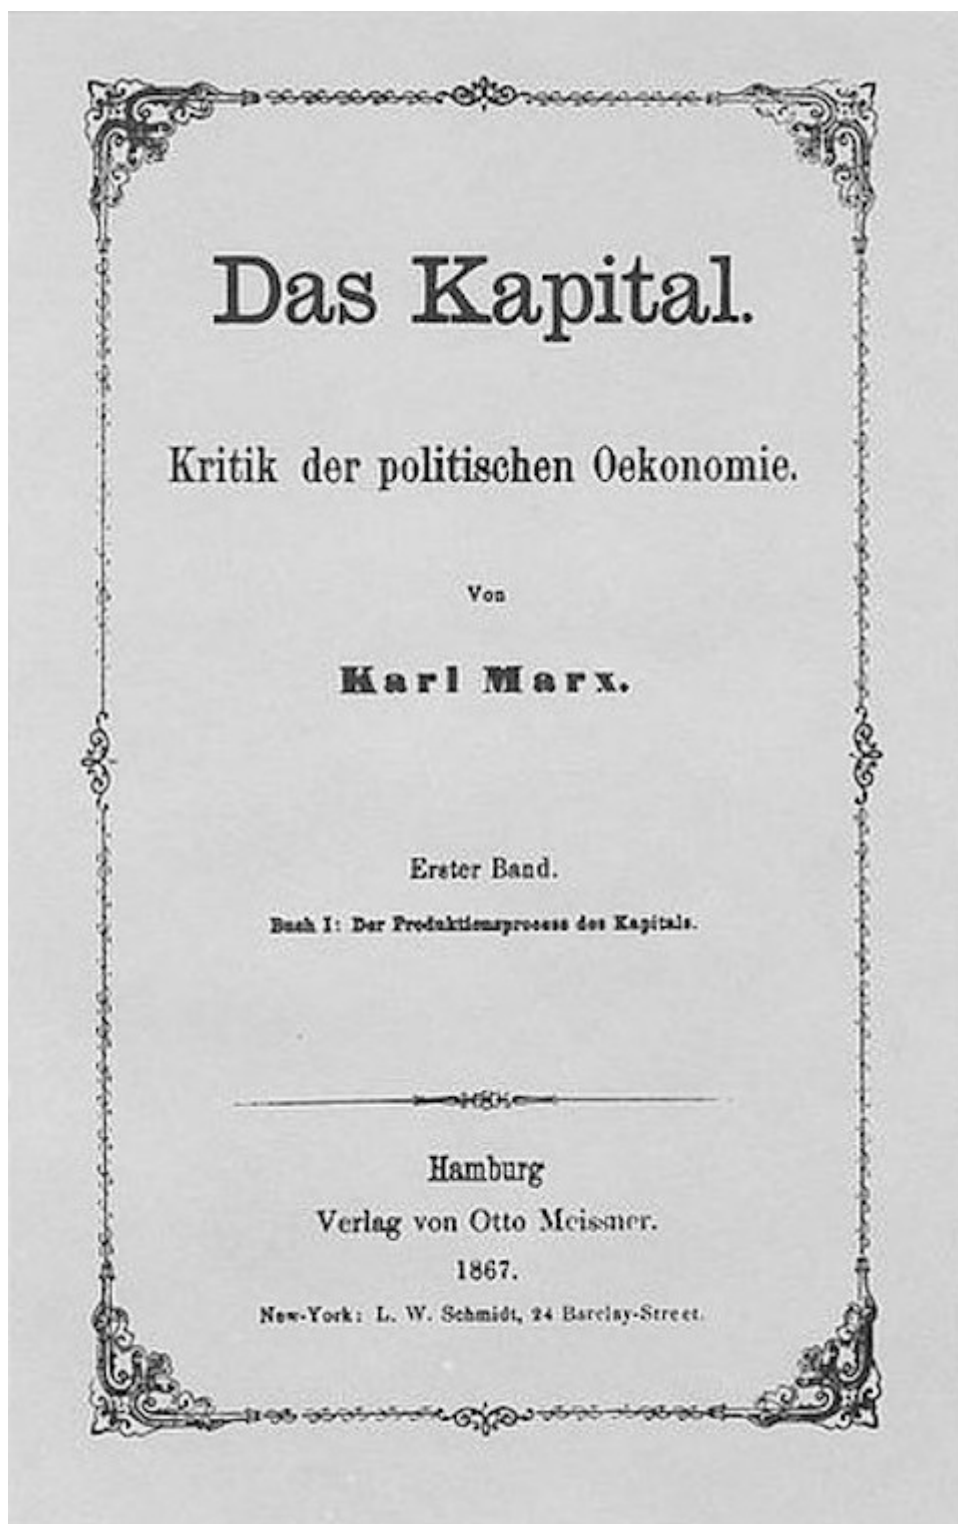 Das Kapital.
Kritik der politischen Oekonomie.
Von
Karl Marx.
Erster Band.
Buch I: Der Produktionsprocess des Kapitals.
Hamburg
Verlag von Otto Meissner.
1867.
New-York: L. W. Schmidt, 24 Barclay-Street.